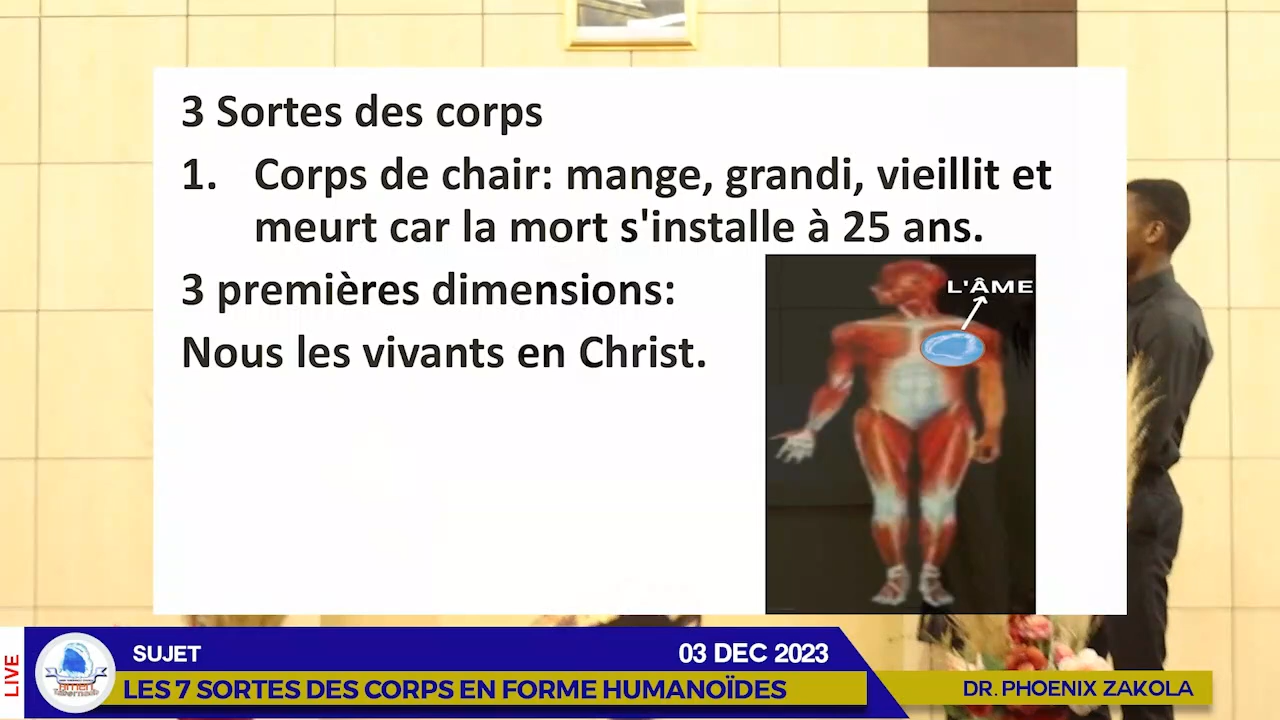 3 Sortes des corps
1. Corps de chair: mange, grandi, vieillit et
meurt car la mort s'installe à 25 ans.
3 premières dimensions:
Nous les vivants en Christ.
L'ÂME
LIVE
SUJET
03 DEC 2023
LES 7 SORTES DES CORPS EN FORME HUMANOÏDES
DR. PHOENIX ZAKOLA